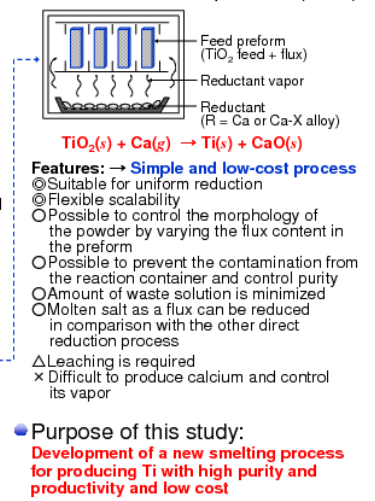 Feed preform
(TiO₂ feed + flux)
Reductant vapor
Reductant
(R = Ca or Ca-X alloy)
TiO₂(s) + Ca(g) → Ti(s) + CaO(s)
Features: → Simple and low-cost process
◎Suitable for uniform reduction
◎Flexible scalability
○Possible to control the morphology of
the powder by varying the flux content in
the preform
○Possible to prevent the contamination from
the reaction container and control purity
○Amount of waste solution is minimized
○Molten salt as a flux can be reduced
in comparison with the other direct
reduction process
△Leaching is required
× Difficult to produce calcium and control
its vapor
Purpose of this study:
Development of a new smelting process
for producing Ti with high purity and
productivity and low cost